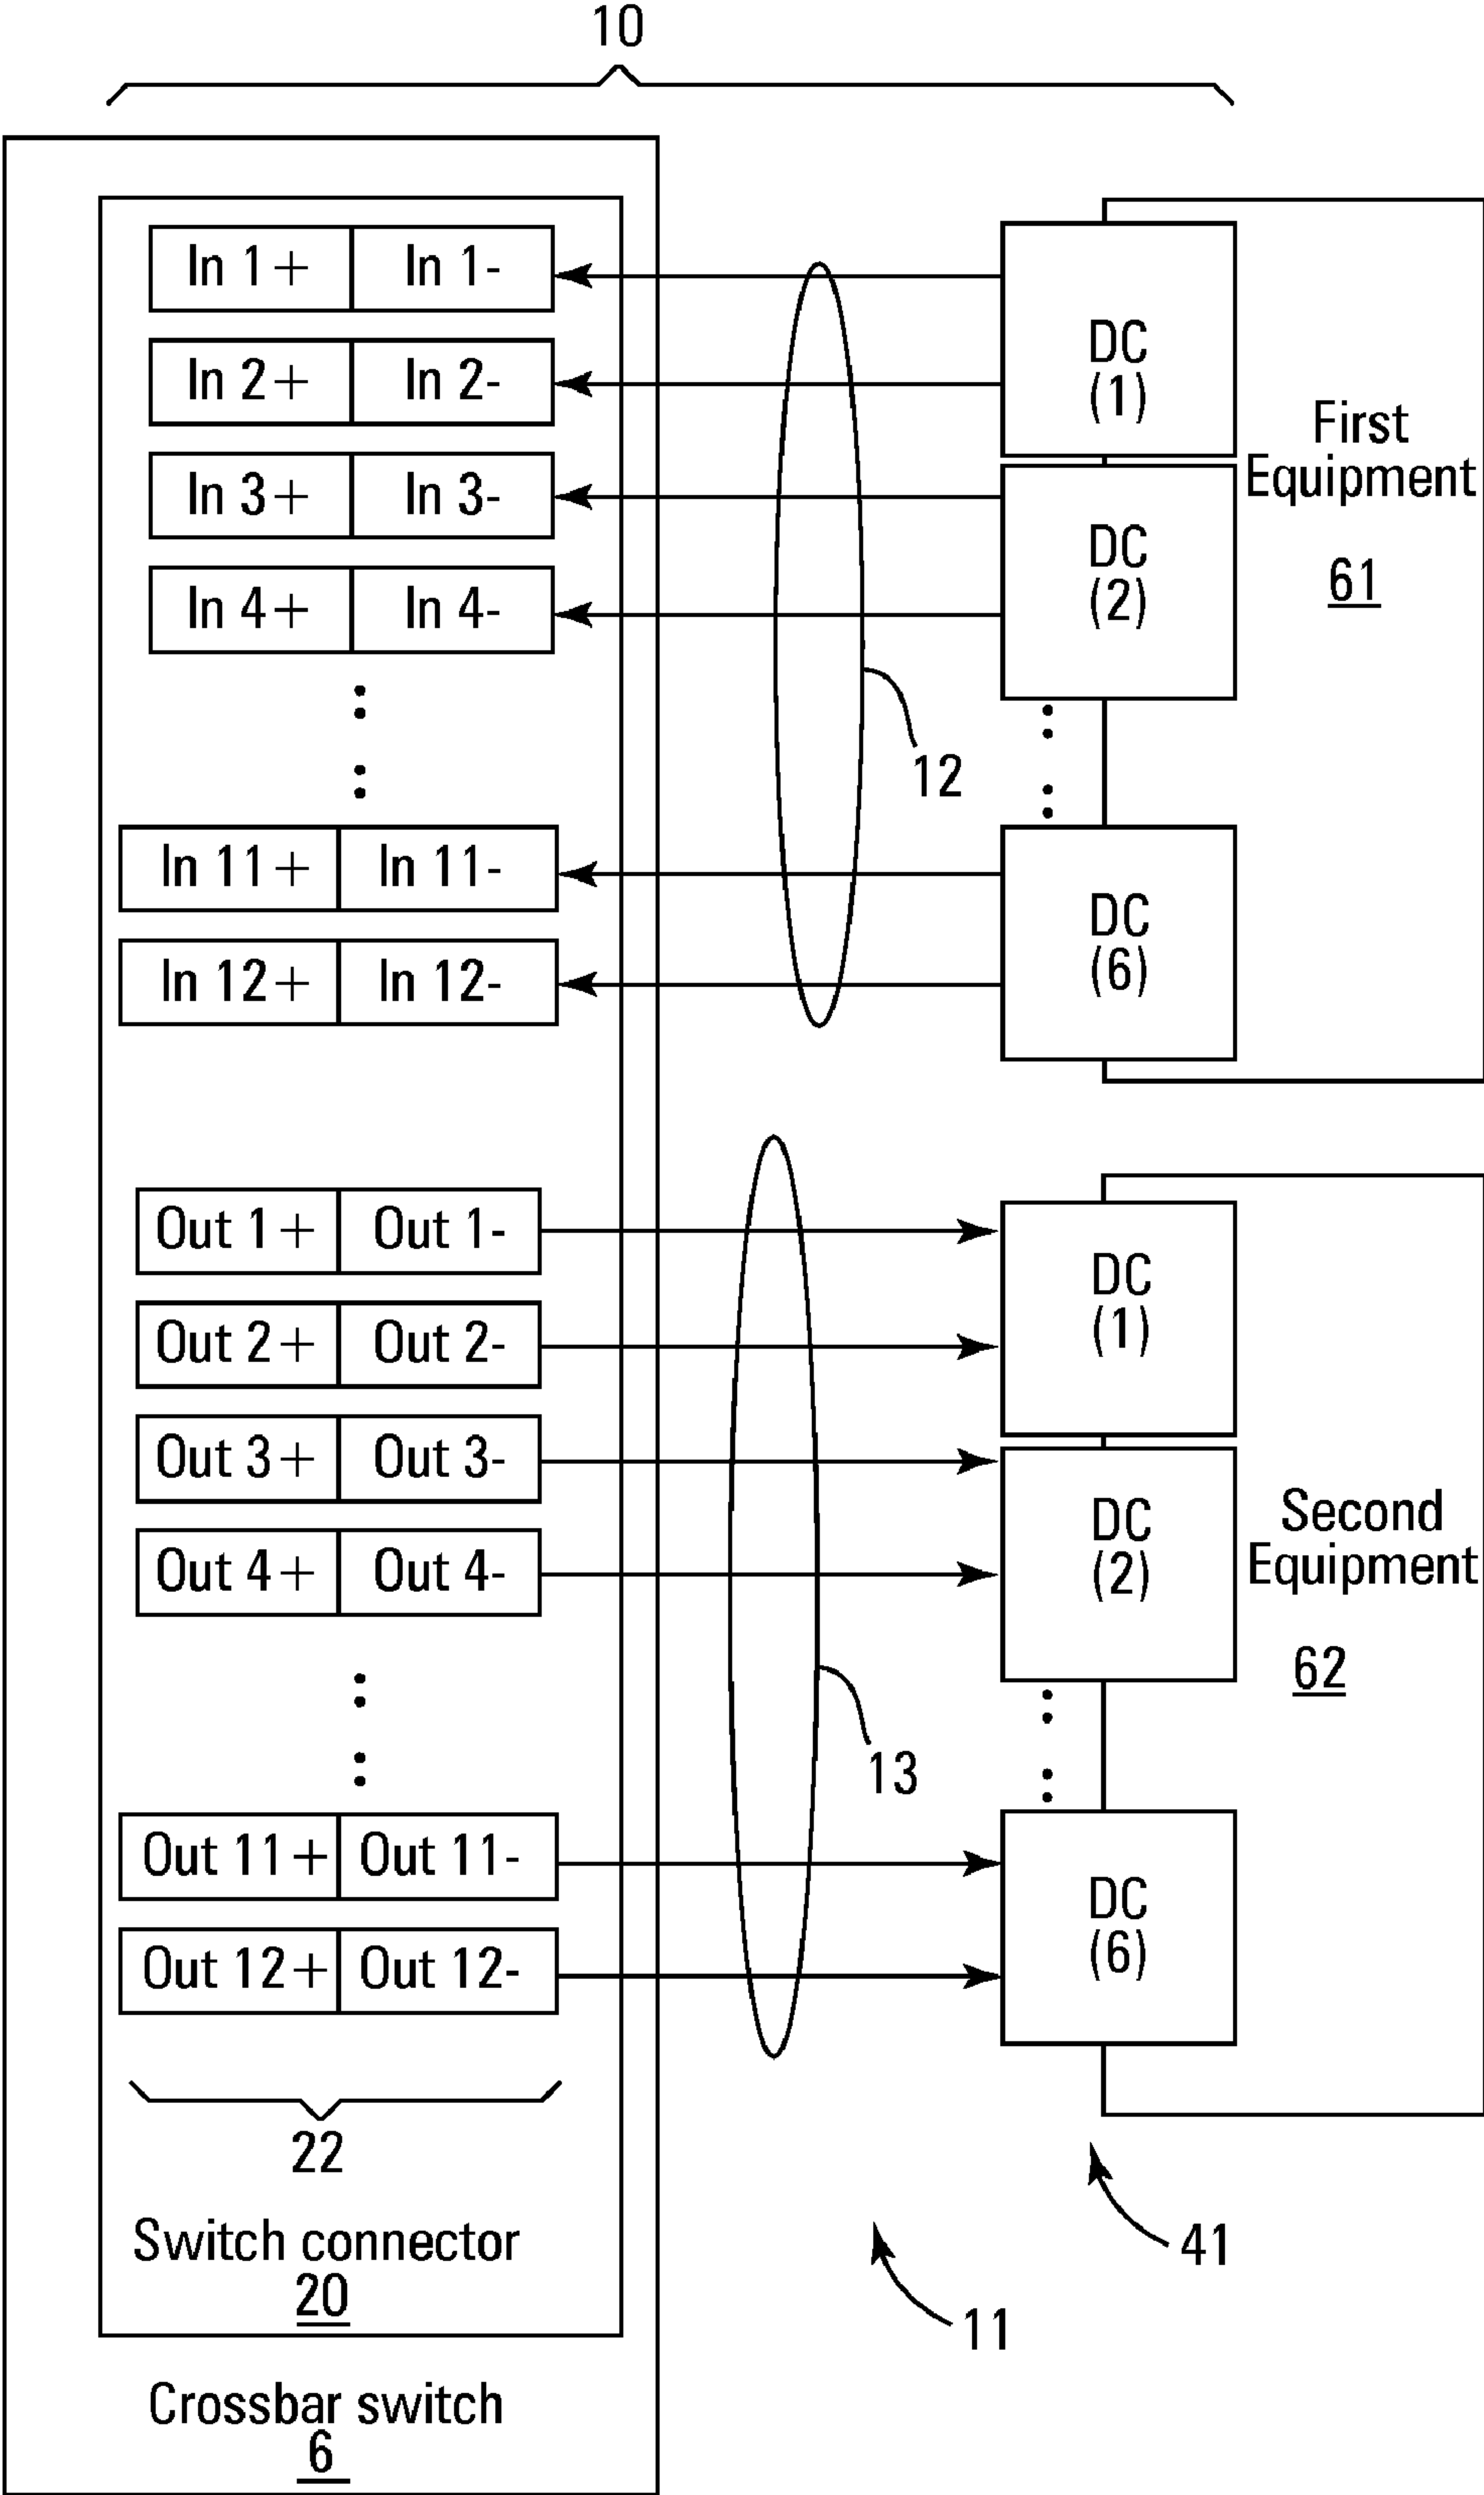 10
In 1+ In 1-
In 2+ In 2-
In 3+ In 3-
In 4+ In 4-
In 11+ In 11-
In 12+ In 12-
12
DC
(1)
DC
(2)
DC
(6)
First
Equipment
61
Out 1+ Out 1-
Out 2+ Out 2-
Out 3+ Out 3-
Out 4+ Out 4-
Out 11+ Out 11-
Out 12+ Out 12-
13
DC
(1)
DC
(2)
DC
(6)
Second
Equipment
62
22
Switch connector
20
Crossbar switch
6
11
41